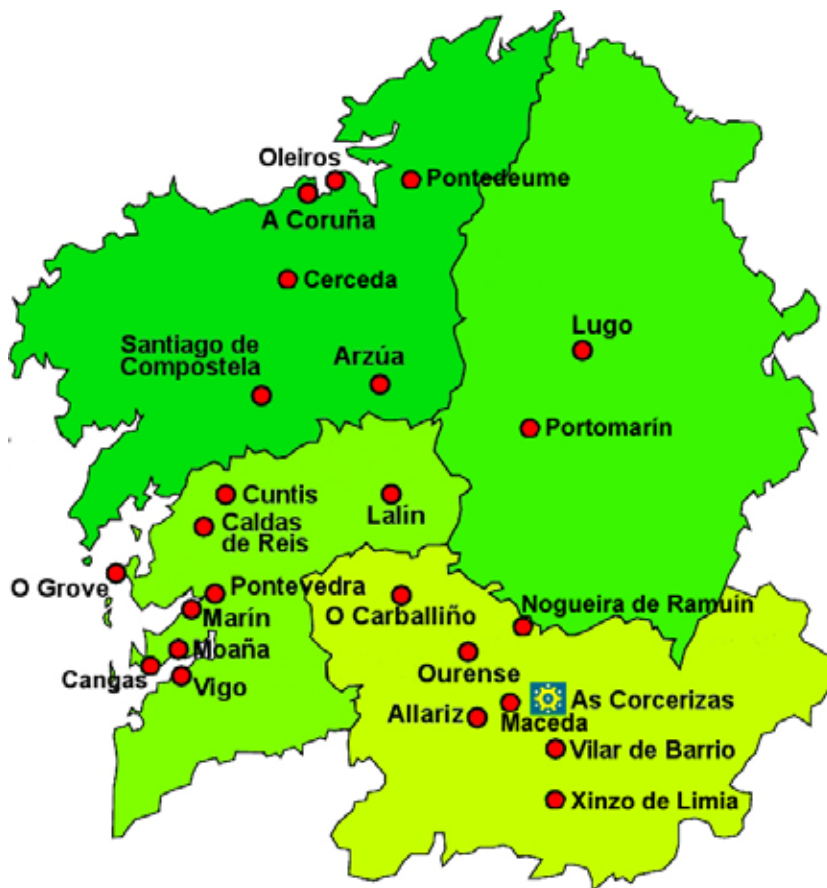 Oleiros
Pontedeume
A Coruña
Cerceda
Santiago de
Compostela
Arzúa
Lugo
Portomarín
Cuntis
Lalín
Caldas
de Reis
O Grove
Pontevedra
Marín
O Carballiño
Nogueira de Ramuín
Moaña
Cangas
Vigo
Ourense
As Corcerizas
Allariz
Maceda
Vilar de Barrio
Xinzo de Limia